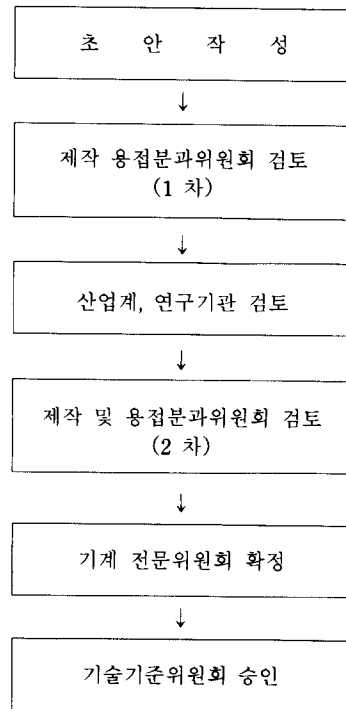 초 안 작 성
↓
제작 용접분과위원회 검토
(1 차)
↓
산업계, 연구기관 검토
↓
제작 및 용접분과위원회 검토
(2 차)
↓
기계 전문위원회 확정
↓
기술기준위원회 승인